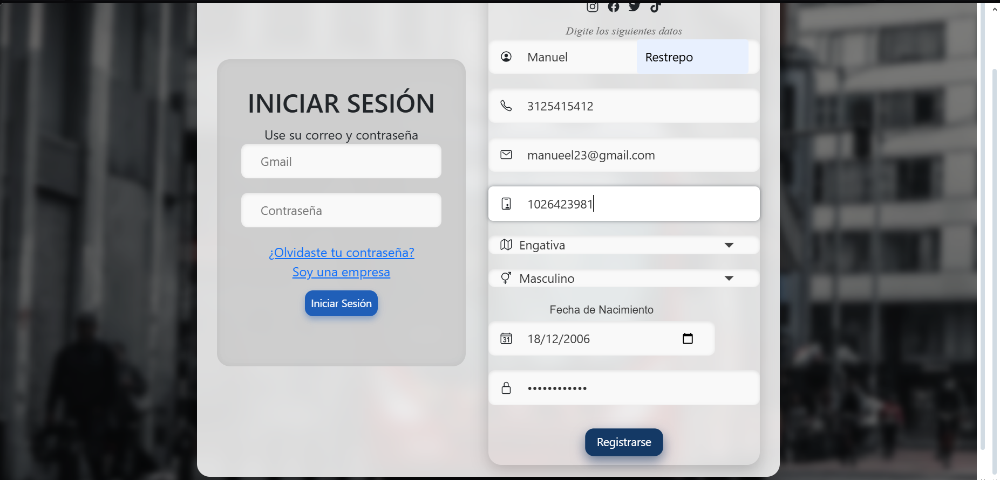 INICIAR SESIÓN
Use su correo y contraseña
Gmail
Contraseña
¿Olvidaste tu contraseña?
Soy una empresa
Iniciar Sesión
Digite los siguientes datos
Manuel Restrepo
3125415412
manueel23@gmail.com
1026423981
Engativa
Masculino
Fecha de Nacimiento
31 18/12/2006
••••••••••••
Registrarse